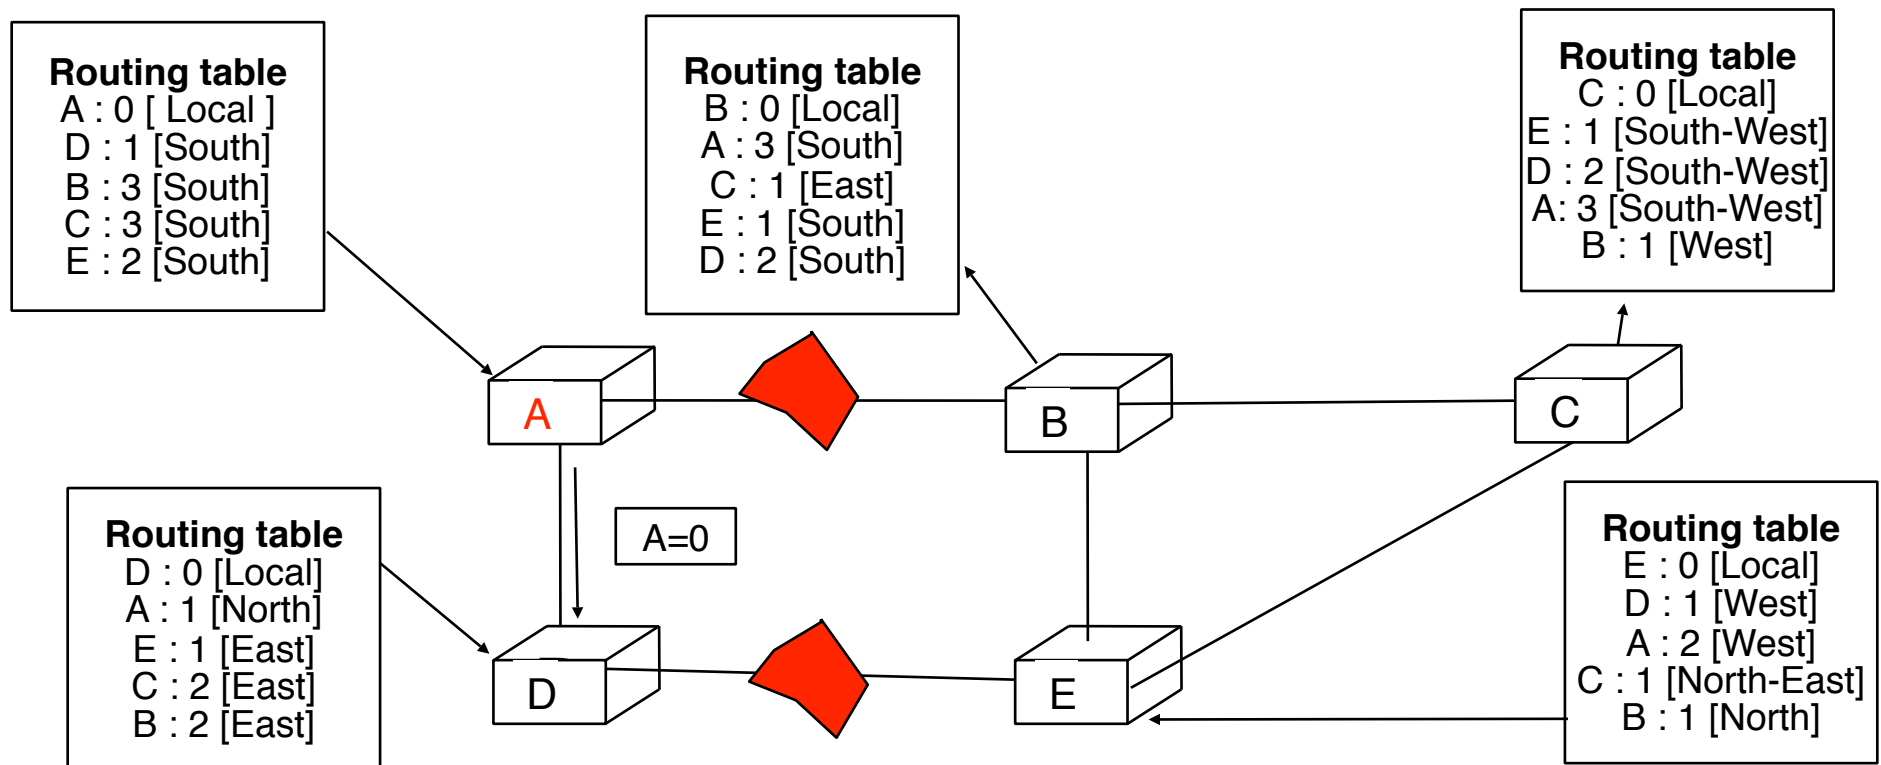 Routing table
A : 0 [ Local ]
D : 1 [South]
B : 3 [South]
C : 3 [South]
E : 2 [South]
Routing table
B : 0 [Local]
A : 3 [South]
C : 1 [East]
E : 1 [South]
D : 2 [South]
Routing table
C : 0 [Local]
E : 1 [South-West]
D : 2 [South-West]
A: 3 [South-West]
B : 1 [West]
A
B
C
A=0
Routing table
D : 0 [Local]
A : 1 [North]
E : 1 [East]
C : 2 [East]
B : 2 [East]
D
E
Routing table
E : 0 [Local]
D : 1 [West]
A : 2 [West]
C : 1 [North-East]
B : 1 [North]